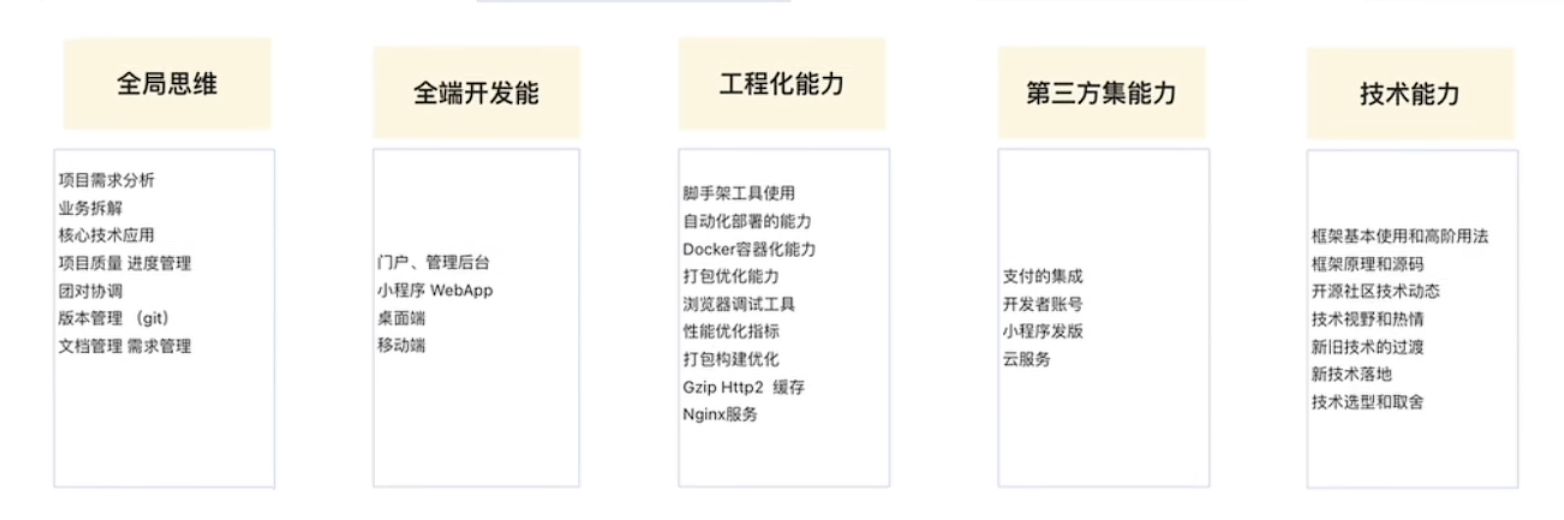 全局思维
项目需求分析
业务拆解
核心技术应用
项目质量 进度管理
团对协调
版本管理 （git）
文档管理 需求管理
全端开发能
门户、管理后台
小程序 WebApp
桌面端
移动端
工程化能力
脚手架工具使用
自动化部署的能力
Docker容器化能力
打包优化能力
浏览器调试工具
性能优化指标
打包构建优化
Gzip Http2 缓存
Nginx服务
第三方集能力
支付的集成
开发者账号
小程序发版
云服务
技术能力
框架基本使用和高阶用法
框架原理和源码
开源社区技术动态
技术视野和热情
新旧技术的过渡
新技术落地
技术选型和取舍